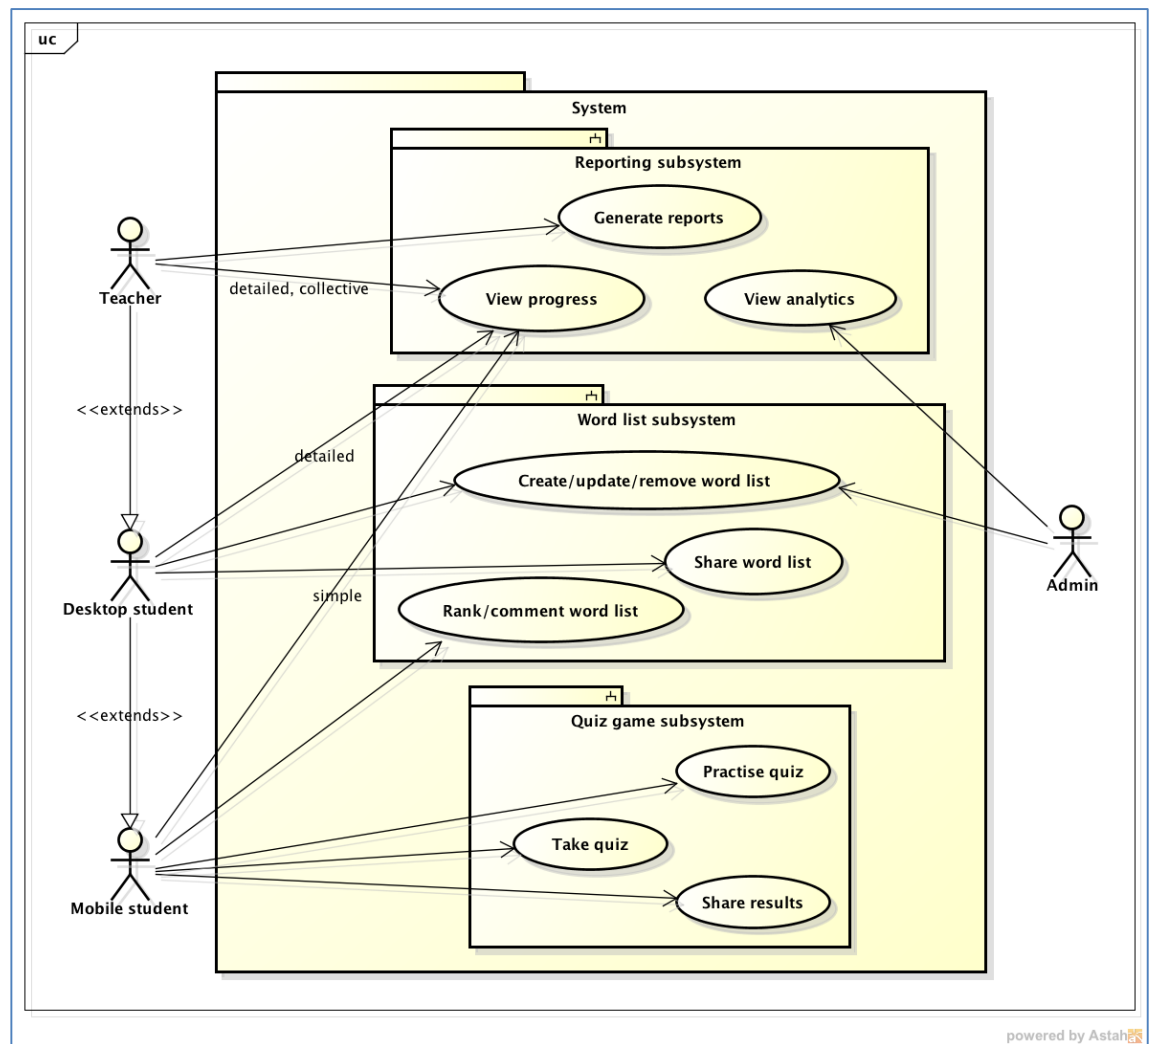 uc
System
Reporting subsystem
Generate reports
Teacher
detailed, collective
View progress
View analytics
<<extends>>
Word list subsystem
detailed
Create/update/remove word list
Share word list
Admin
Desktop student
simple
Rank/comment word list
<<extends>>
Quiz game subsystem
Practise quiz
Take quiz
Share results
Mobile student
powered by Astah